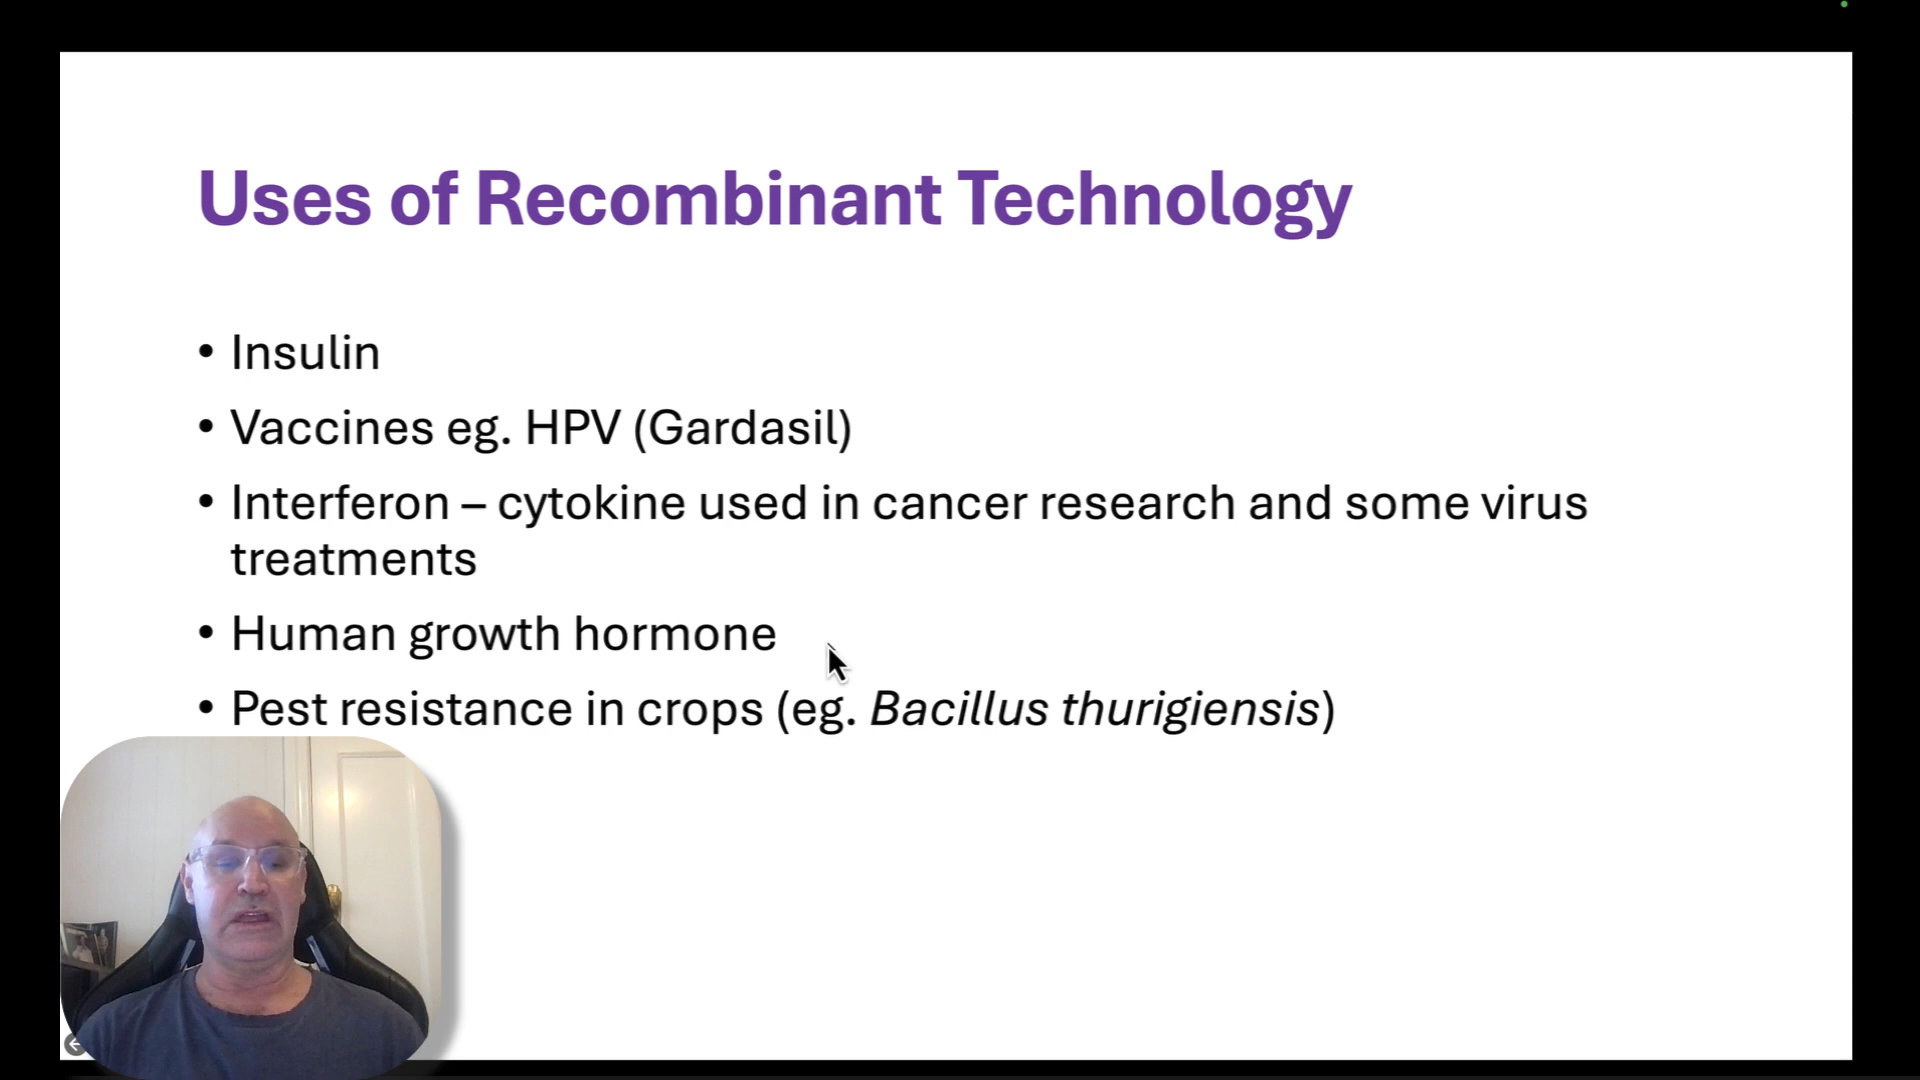 Uses of Recombinant Technology
• Insulin
• Vaccines eg. HPV (Gardasil)
• Interferon – cytokine used in cancer research and some virus
treatments
• Human growth hormone
• Pest resistance in crops (eg. Bacillus thurigiensis)